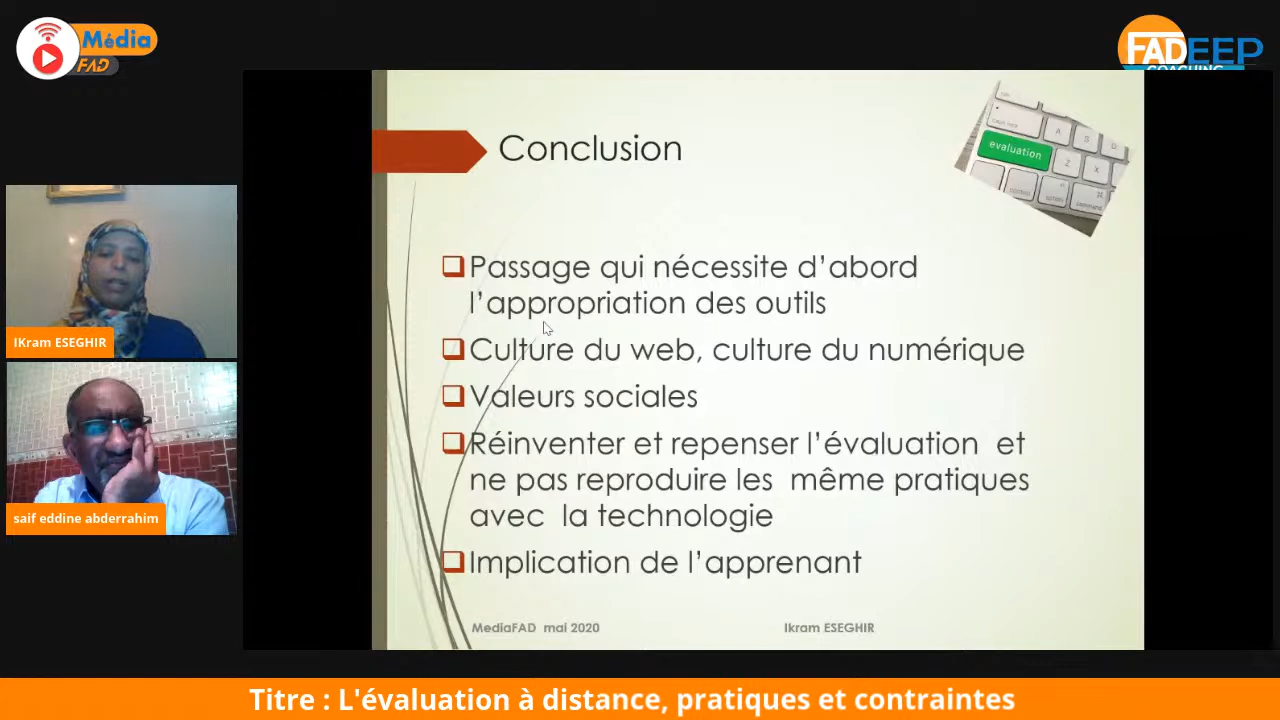 Média
FAD
FADEEP
COACHING
Conclusion
evaluation
A
S
Z
X
Passage qui nécessite d’abord
l’appropriation des outils
Culture du web, culture du numérique
Valeurs sociales
Réinventer et repenser l’évaluation et
ne pas reproduire les même pratiques
avec la technologie
Implication de l’apprenant
MediaFAD mai 2020
Ikram ESEGHIR
IKram ESEGHIR
saif eddine abderrahim
Titre : L'évaluation à distance, pratiques et contraintes